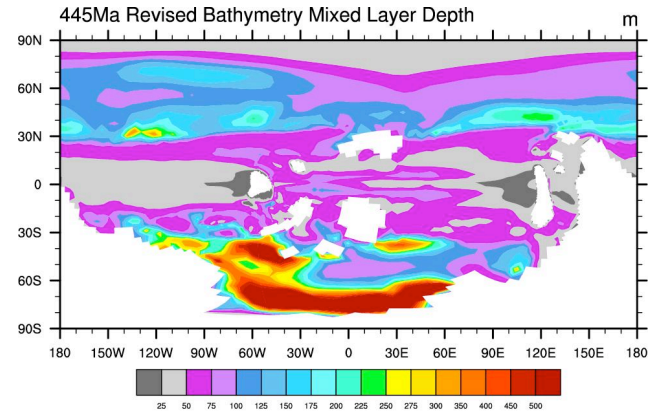 445Ma Revised Bathymetry Mixed Layer Depth m
90N
60N
30N
0
30S
60S
90S
180 150W 120W 90W 60W 30W 0 30E 60E 90E 120E 150E 180
25 50 75 100 125 150 175 200 225 250 275 300 350 400 450 500